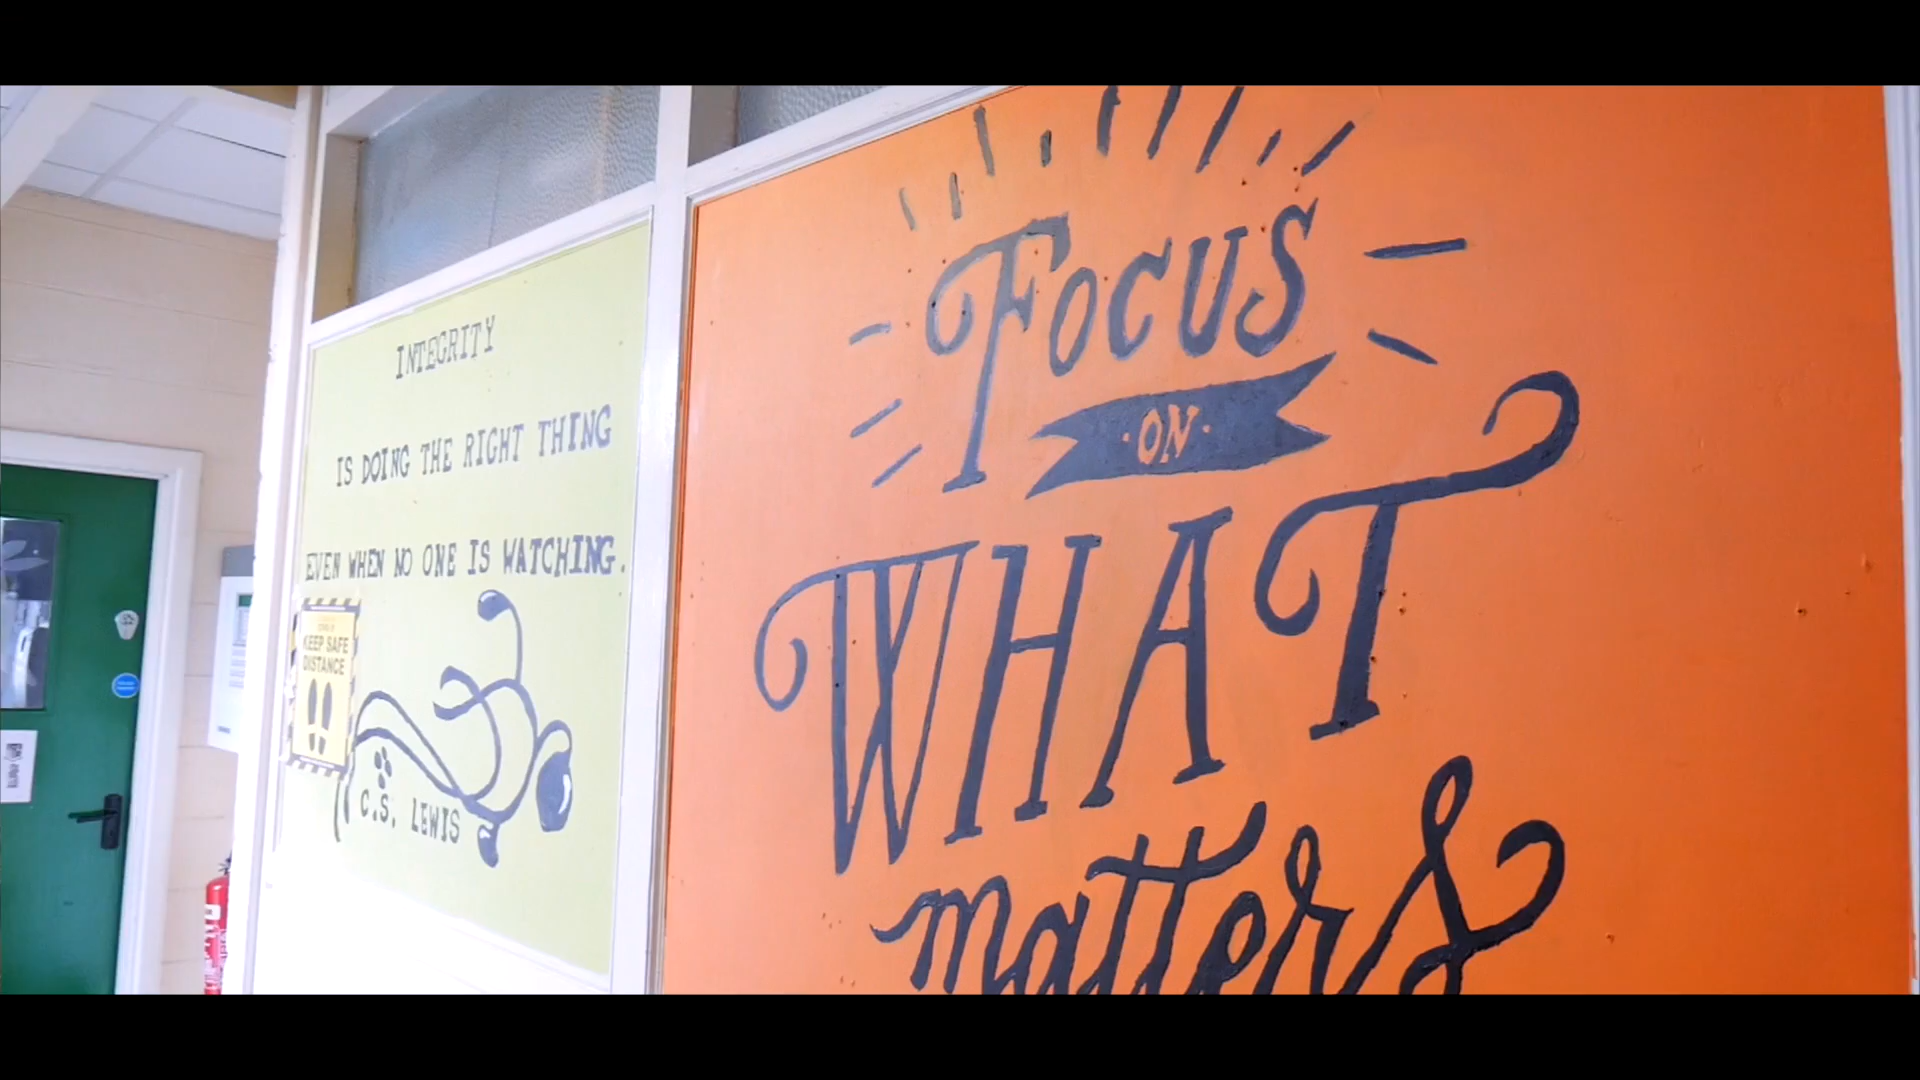 INTEGRITY
IS DOING THE RIGHT THING
EVEN WHEN NO ONE IS WATCHING.
C.S. LEWIS
KEEP SAFE
DISTANCE
FOCUS
·ON·
WHAT
matters